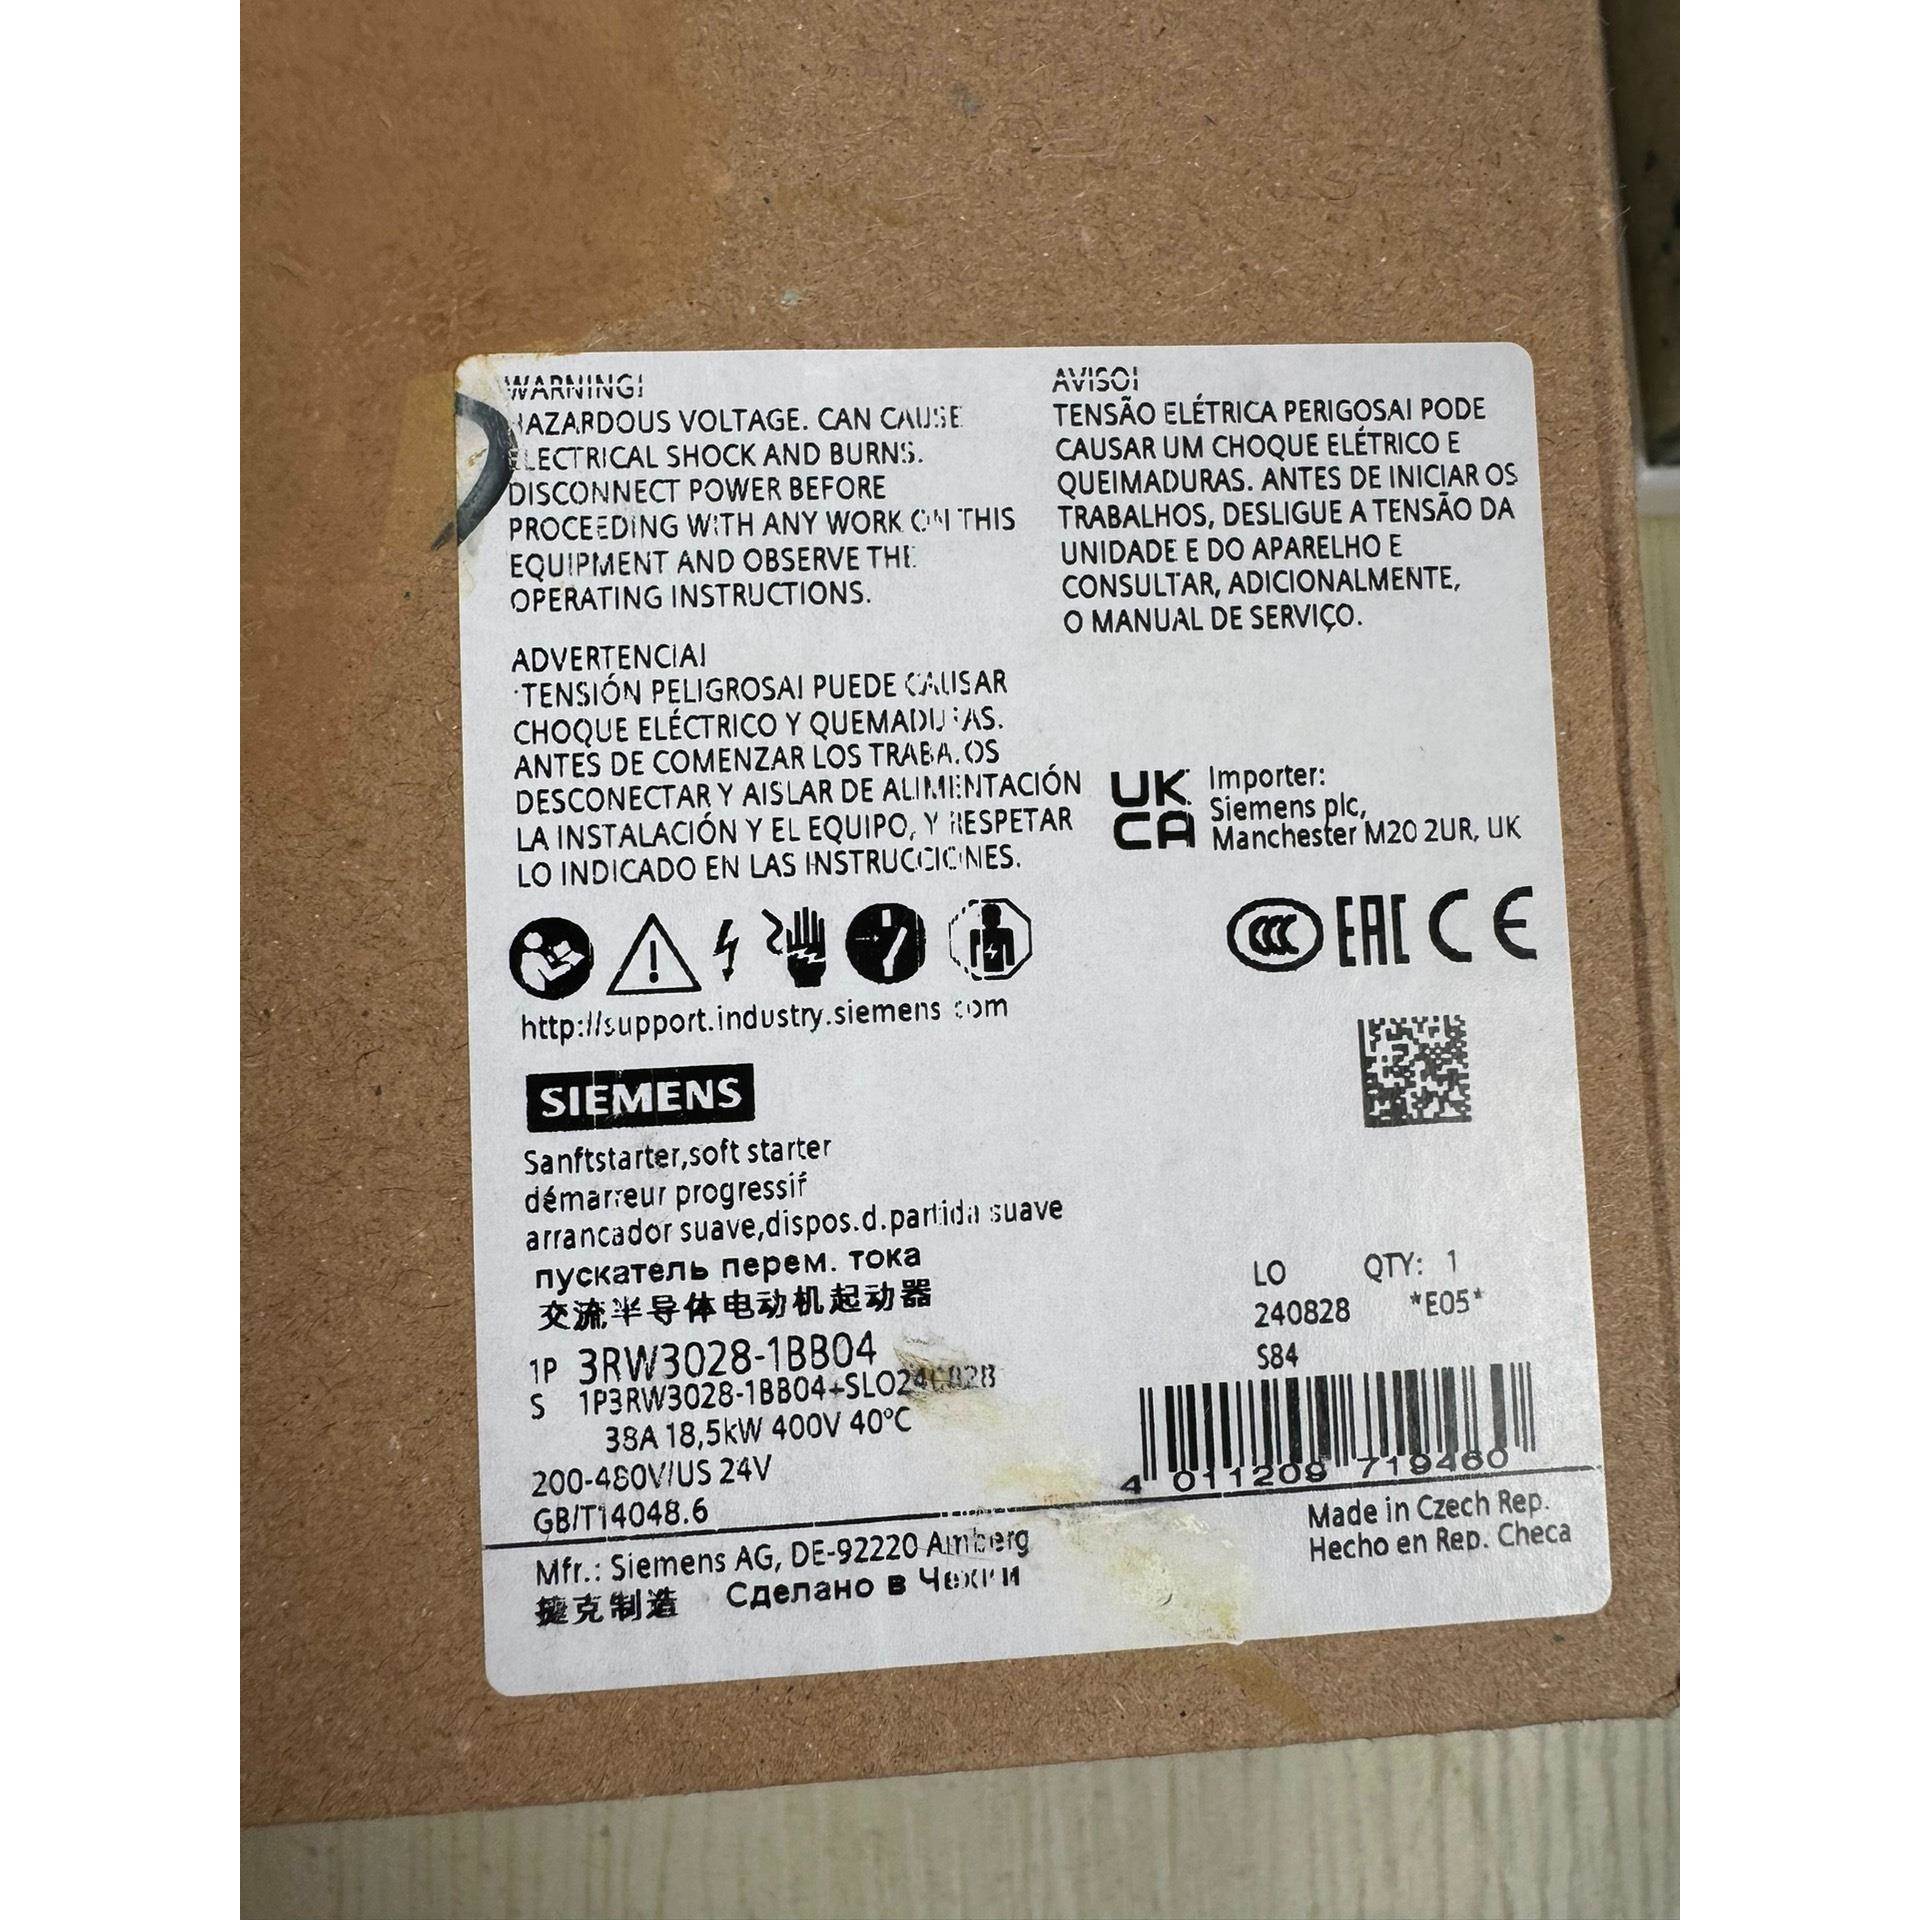 WARNING!
HAZARDOUS VOLTAGE. CAN CAUSE
ELECTRICAL SHOCK AND BURNS.
DISCONNECT POWER BEFORE
PROCEEDING WITH ANY WORK ON THIS
EQUIPMENT AND OBSERVE THE
OPERATING INSTRUCTIONS.
ADVERTENCIA!
TENSIÓN PELIGROSA! PUEDE CAUSAR
CHOQUE ELÉCTRICO Y QUEMADURAS.
ANTES DE COMENZAR LOS TRABAJOS
DESCONECTAR Y AISLAR DE ALIMENTACIÓN
LA INSTALACIÓN Y EL EQUIPO, Y RESPETAR
LO INDICADO EN LAS INSTRUCCIONES.
AVISO!
TENSÃO ELÉTRICA PERIGOSA! PODE
CAUSAR UM CHOQUE ELÉTRICO E
QUEIMADURAS. ANTES DE INICIAR OS
TRABALHOS, DESLIGUE A TENSÃO DA
UNIDADE E DO APARELHO E
CONSULTAR, ADICIONALMENTE,
O MANUAL DE SERVIÇO.
UK
CA
Importer:
Siemens plc,
Manchester M20 2UR, UK
CCC EAC CE
http://support.industry.siemens.com
SIEMENS
Sanftstarter,soft starter
démarreur progressif
arrancador suave,dispos.d.partida suave
пускатель перем. тока
交流半导体电动机起动器
1P 3RW3028-1BB04
S 1P3RW3028-1BB04+SLO240828
38A 18,5kW 400V 40°C
200-480V/US 24V
GB/T14048.6
LO QTY: 1
240828 *E05*
S84
4 011209 719460
Mfr.: Siemens AG, DE-92220 Amberg
捷克制造 Сделано в Чехии
Made in Czech Rep.
Hecho en Rep. Checa